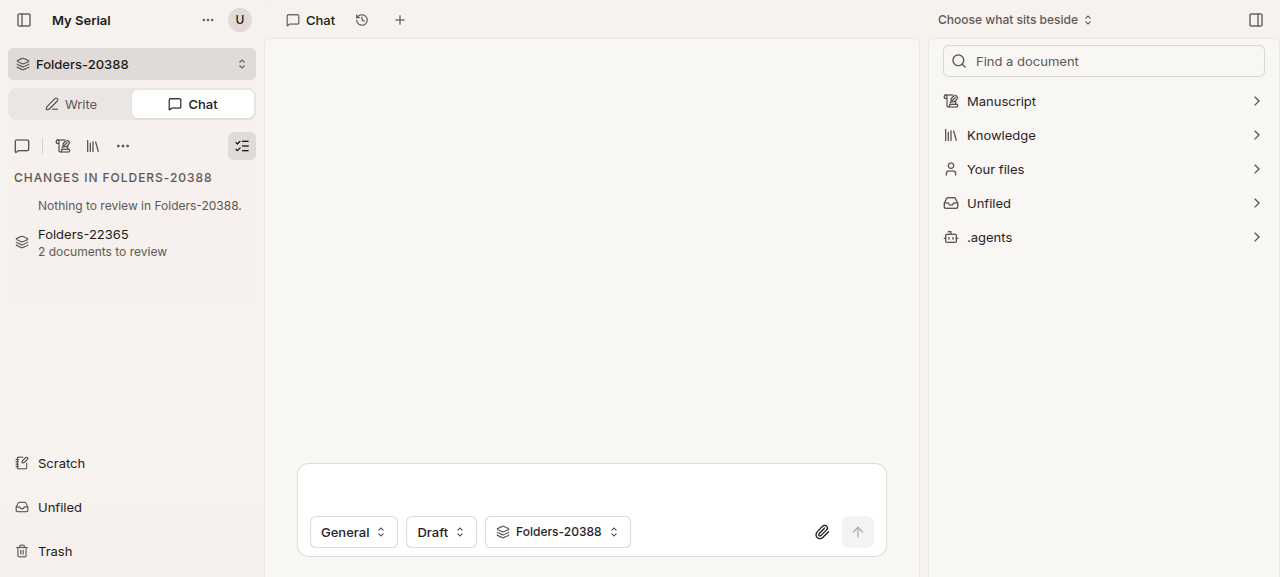 My Serial
U
Folders-20388
Write
Chat
CHANGES IN FOLDERS-20388
Nothing to review in Folders-20388.
Folders-22365
2 documents to review
Scratch
Unfiled
Trash
Chat
General
Draft
Folders-20388
Choose what sits beside
Find a document
Manuscript
Knowledge
Your files
Unfiled
.agents